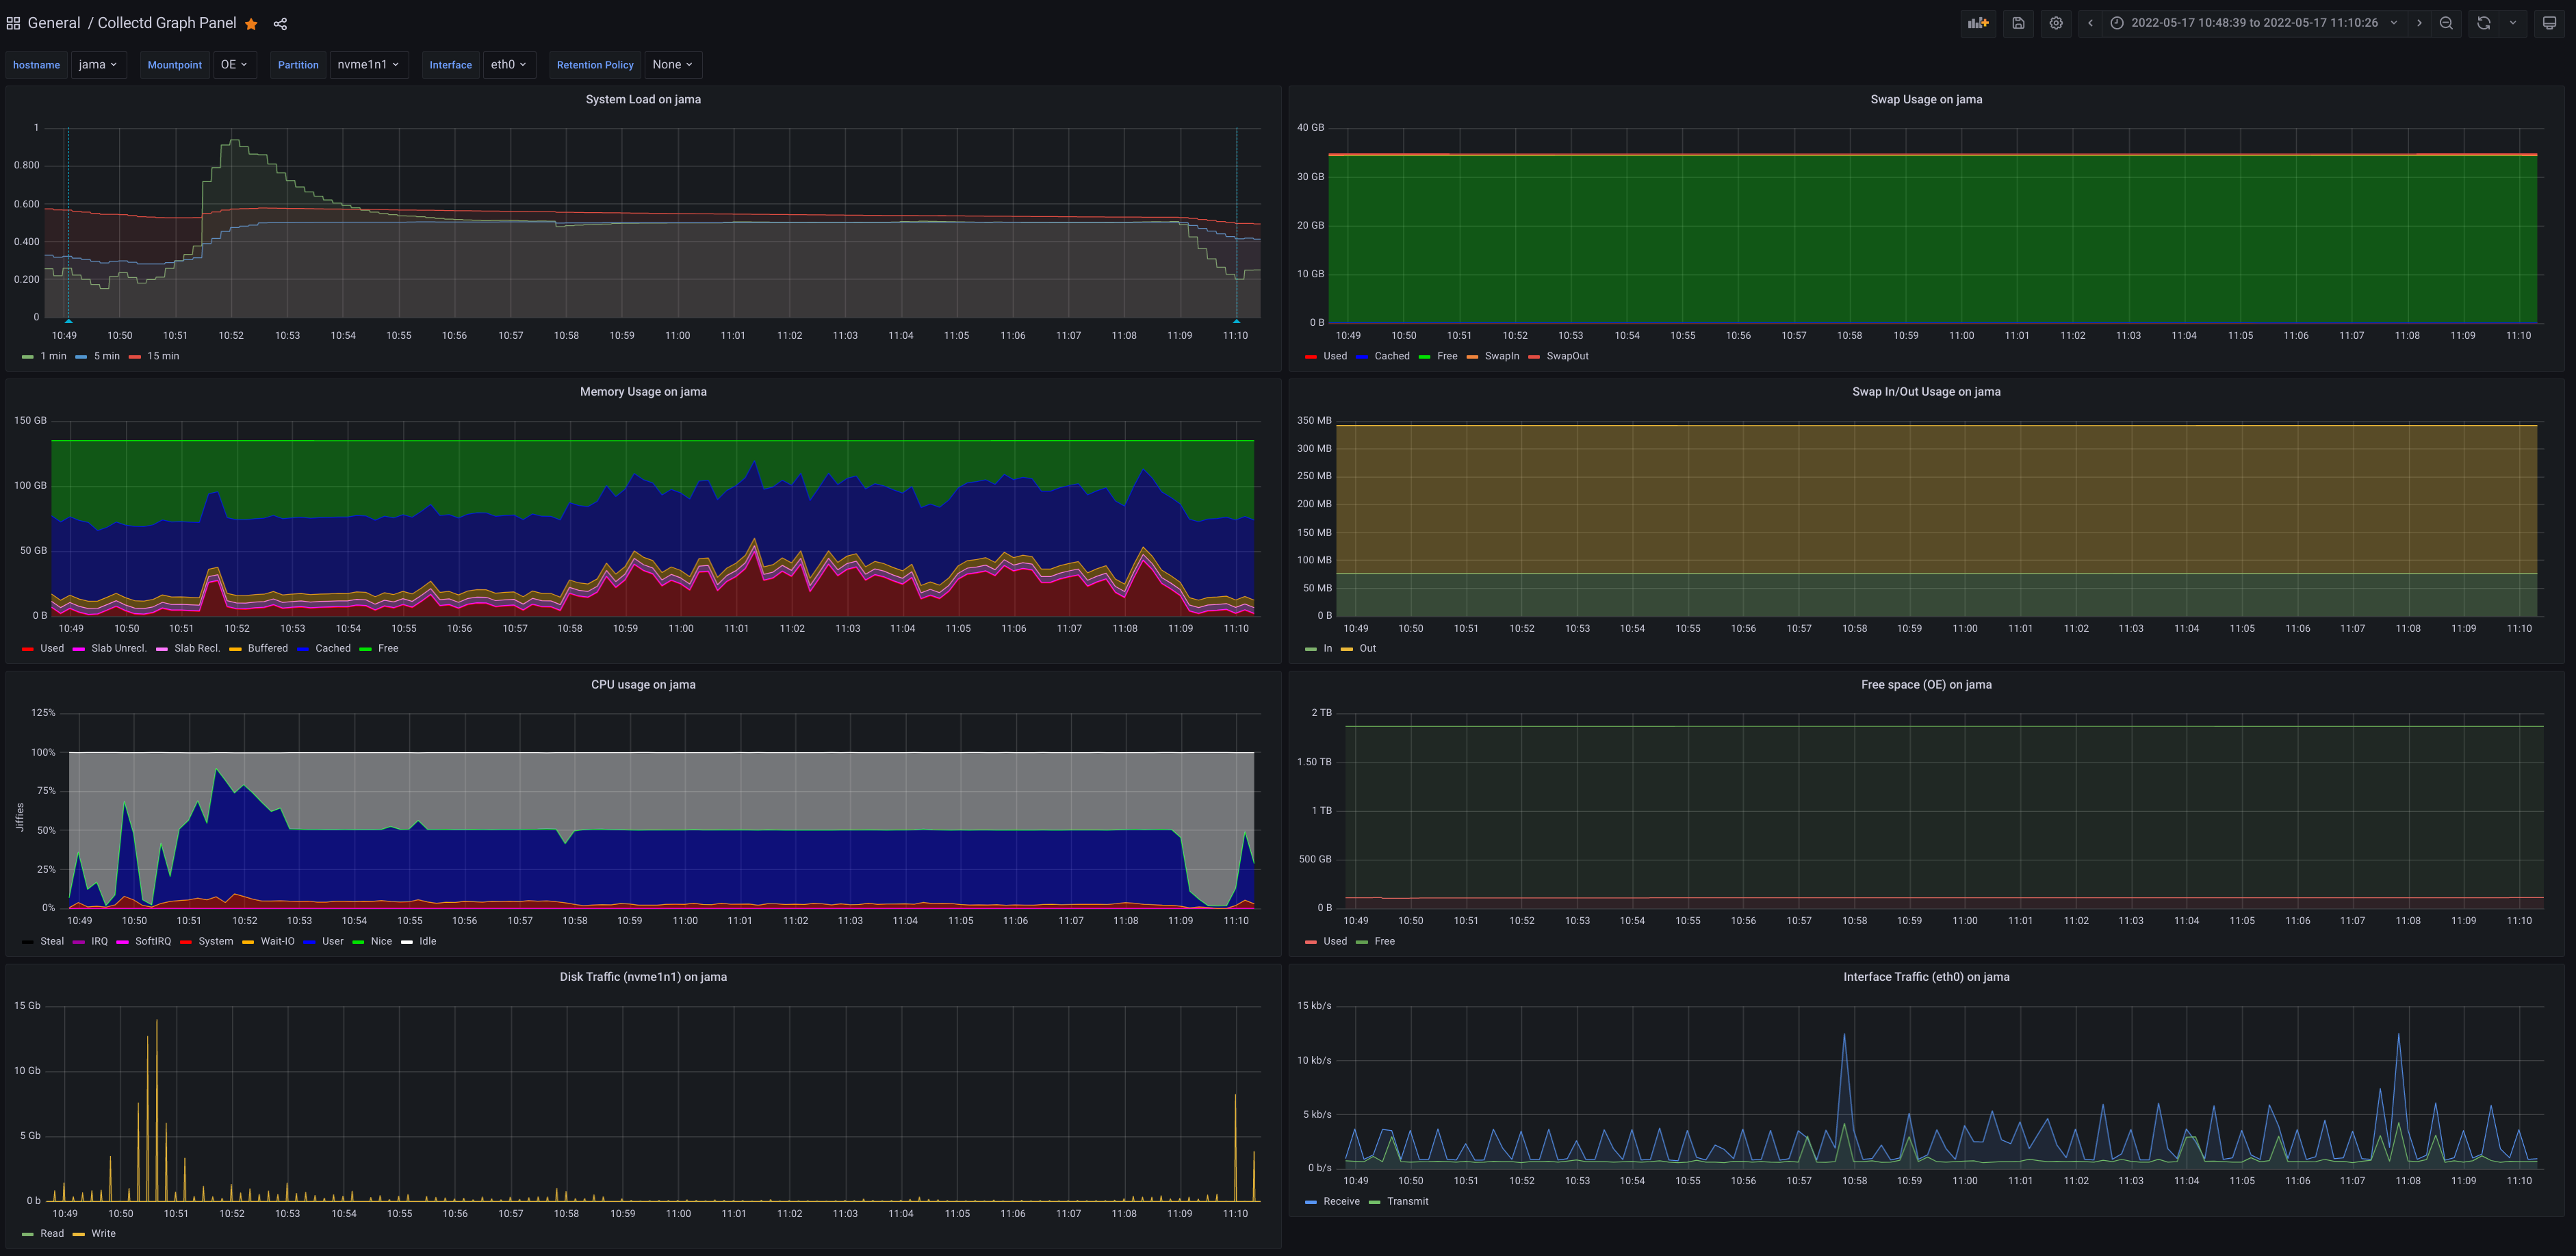 General / Collectd Graph Panel
2022-05-17 10:48:39 to 2022-05-17 11:10:26
hostname jama Mountpoint OE Partition nvme1n1 Interface eth0 Retention Policy None
System Load on jama
1
0.800
0.600
0.400
0.200
0
10:49 10:50 10:51 10:52 10:53 10:54 10:55 10:56 10:57 10:58 10:59 11:00 11:01 11:02 11:03 11:04 11:05 11:06 11:07 11:08 11:09 11:10
1 min 5 min 15 min
Swap Usage on jama
40 GB
30 GB
20 GB
10 GB
0 B
10:49 10:50 10:51 10:52 10:53 10:54 10:55 10:56 10:57 10:58 10:59 11:00 11:01 11:02 11:03 11:04 11:05 11:06 11:07 11:08 11:09 11:10
Used Cached Free SwapIn SwapOut
Memory Usage on jama
150 GB
100 GB
50 GB
0 B
10:49 10:50 10:51 10:52 10:53 10:54 10:55 10:56 10:57 10:58 10:59 11:00 11:01 11:02 11:03 11:04 11:05 11:06 11:07 11:08 11:09 11:10
Used Slab Unrecl. Slab Recl. Buffered Cached Free
Swap In/Out Usage on jama
350 MB
300 MB
250 MB
200 MB
150 MB
100 MB
50 MB
0 B
10:49 10:50 10:51 10:52 10:53 10:54 10:55 10:56 10:57 10:58 10:59 11:00 11:01 11:02 11:03 11:04 11:05 11:06 11:07 11:08 11:09 11:10
In Out
CPU usage on jama
Jiffies
125%
100%
75%
50%
25%
0%
10:49 10:50 10:51 10:52 10:53 10:54 10:55 10:56 10:57 10:58 10:59 11:00 11:01 11:02 11:03 11:04 11:05 11:06 11:07 11:08 11:09 11:10
Steal IRQ SoftIRQ System Wait-IO User Nice Idle
Free space (OE) on jama
2 TB
1.50 TB
1 TB
500 GB
0 B
10:49 10:50 10:51 10:52 10:53 10:54 10:55 10:56 10:57 10:58 10:59 11:00 11:01 11:02 11:03 11:04 11:05 11:06 11:07 11:08 11:09 11:10
Used Free
Disk Traffic (nvme1n1) on jama
15 Gb
10 Gb
5 Gb
0 b
10:49 10:50 10:51 10:52 10:53 10:54 10:55 10:56 10:57 10:58 10:59 11:00 11:01 11:02 11:03 11:04 11:05 11:06 11:07 11:08 11:09 11:10
Read Write
Interface Traffic (eth0) on jama
15 kb/s
10 kb/s
5 kb/s
0 b/s
10:49 10:50 10:51 10:52 10:53 10:54 10:55 10:56 10:57 10:58 10:59 11:00 11:01 11:02 11:03 11:04 11:05 11:06 11:07 11:08 11:09 11:10
Receive Transmit